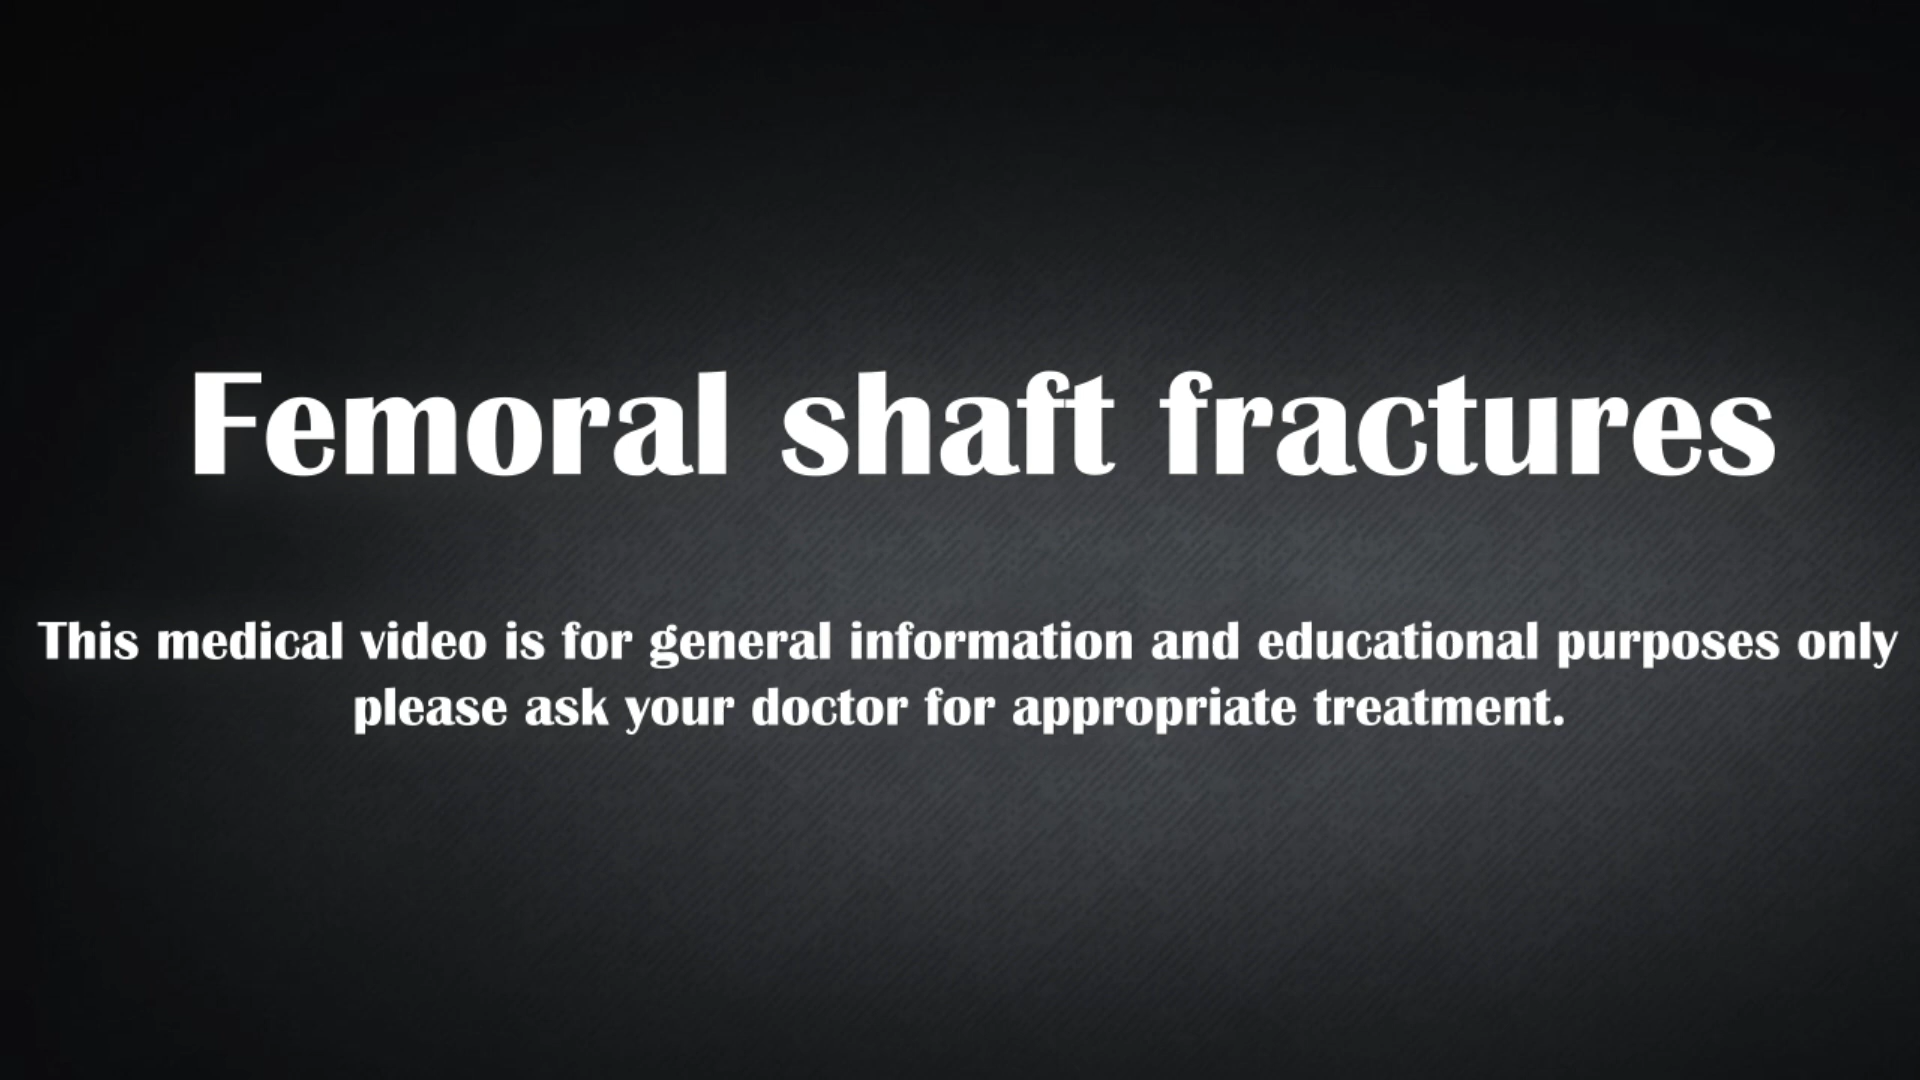 Femoral shaft fractures
This medical video is for general information and educational purposes only
please ask your doctor for appropriate treatment.